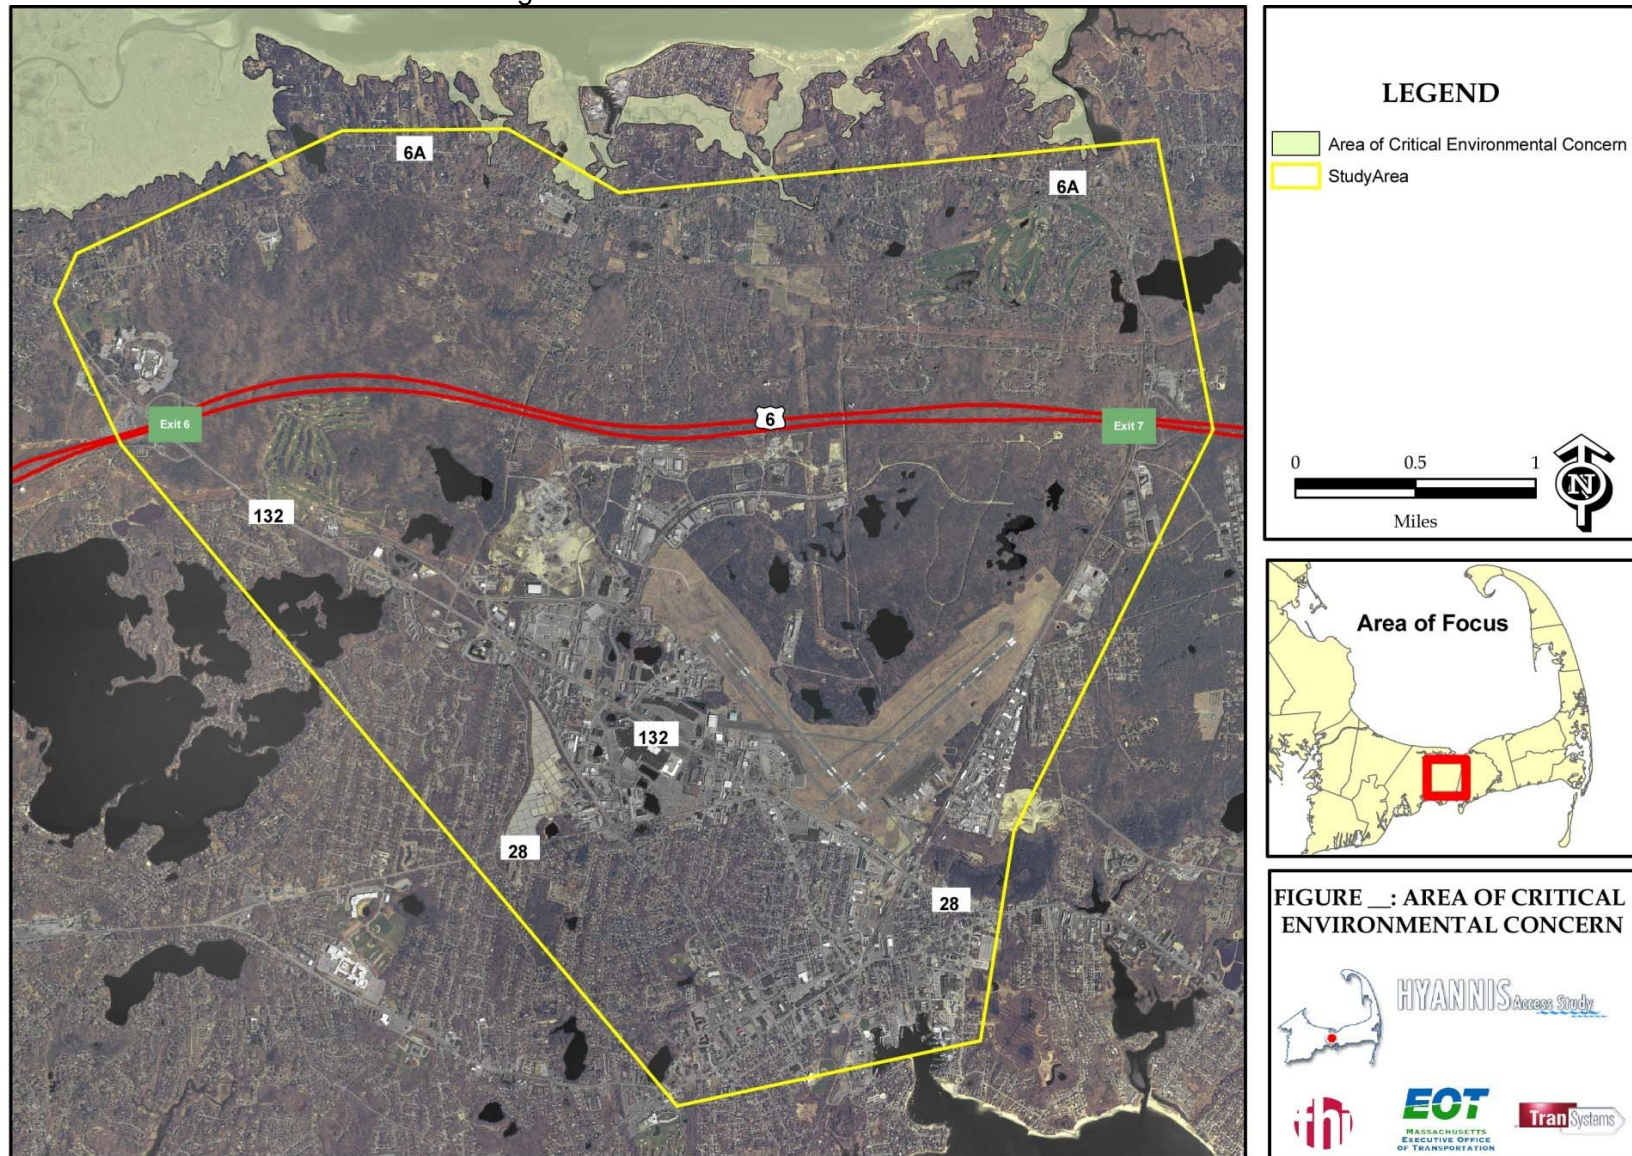 g
6A
6A
Exit 6
6
Exit 7
132
132
28
28
LEGEND
Area of Critical Environmental Concern
StudyArea
0 0.5 1
Miles
N
Area of Focus
FIGURE __: AREA OF CRITICAL
ENVIRONMENTAL CONCERN
HYANNIS Access Study
fhi
EOT
MASSACHUSETTS
EXECUTIVE OFFICE
OF TRANSPORTATION
TranSystems